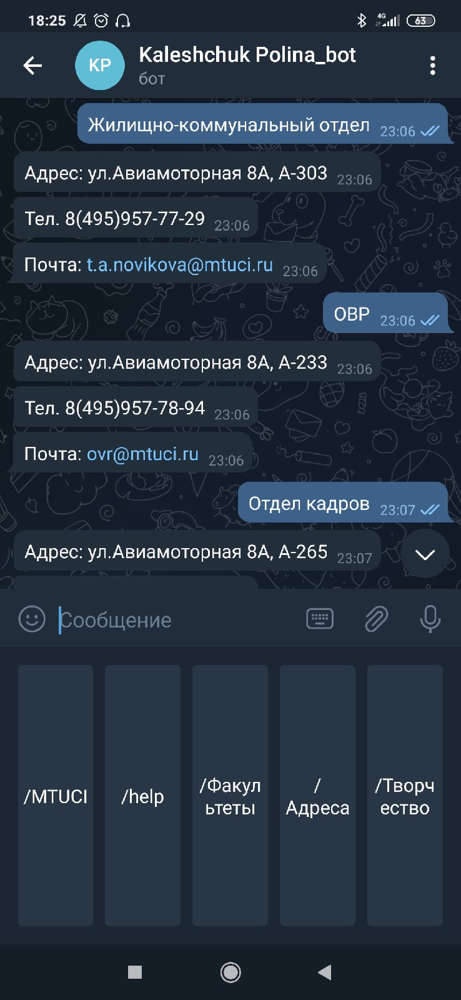 18:25
4G
63
KP
Kaleshchuk Polina_bot
бот
Жилищно-коммунальный отдел 23:06
Адрес: ул.Авиамоторная 8А, А-303 23:06
Тел. 8(495)957-77-29 23:06
Почта: t.a.novikova@mtuci.ru 23:06
ОВР 23:06
Адрес: ул.Авиамоторная 8А, А-233 23:06
Тел. 8(495)957-78-94 23:06
Почта: ovr@mtuci.ru 23:06
Отдел кадров 23:07
Адрес: ул.Авиамоторная 8А, А-265 23:07
Сообщение
/MTUCI
/help
/Факул
ьтеты
/
Адреса
/Творч
ество